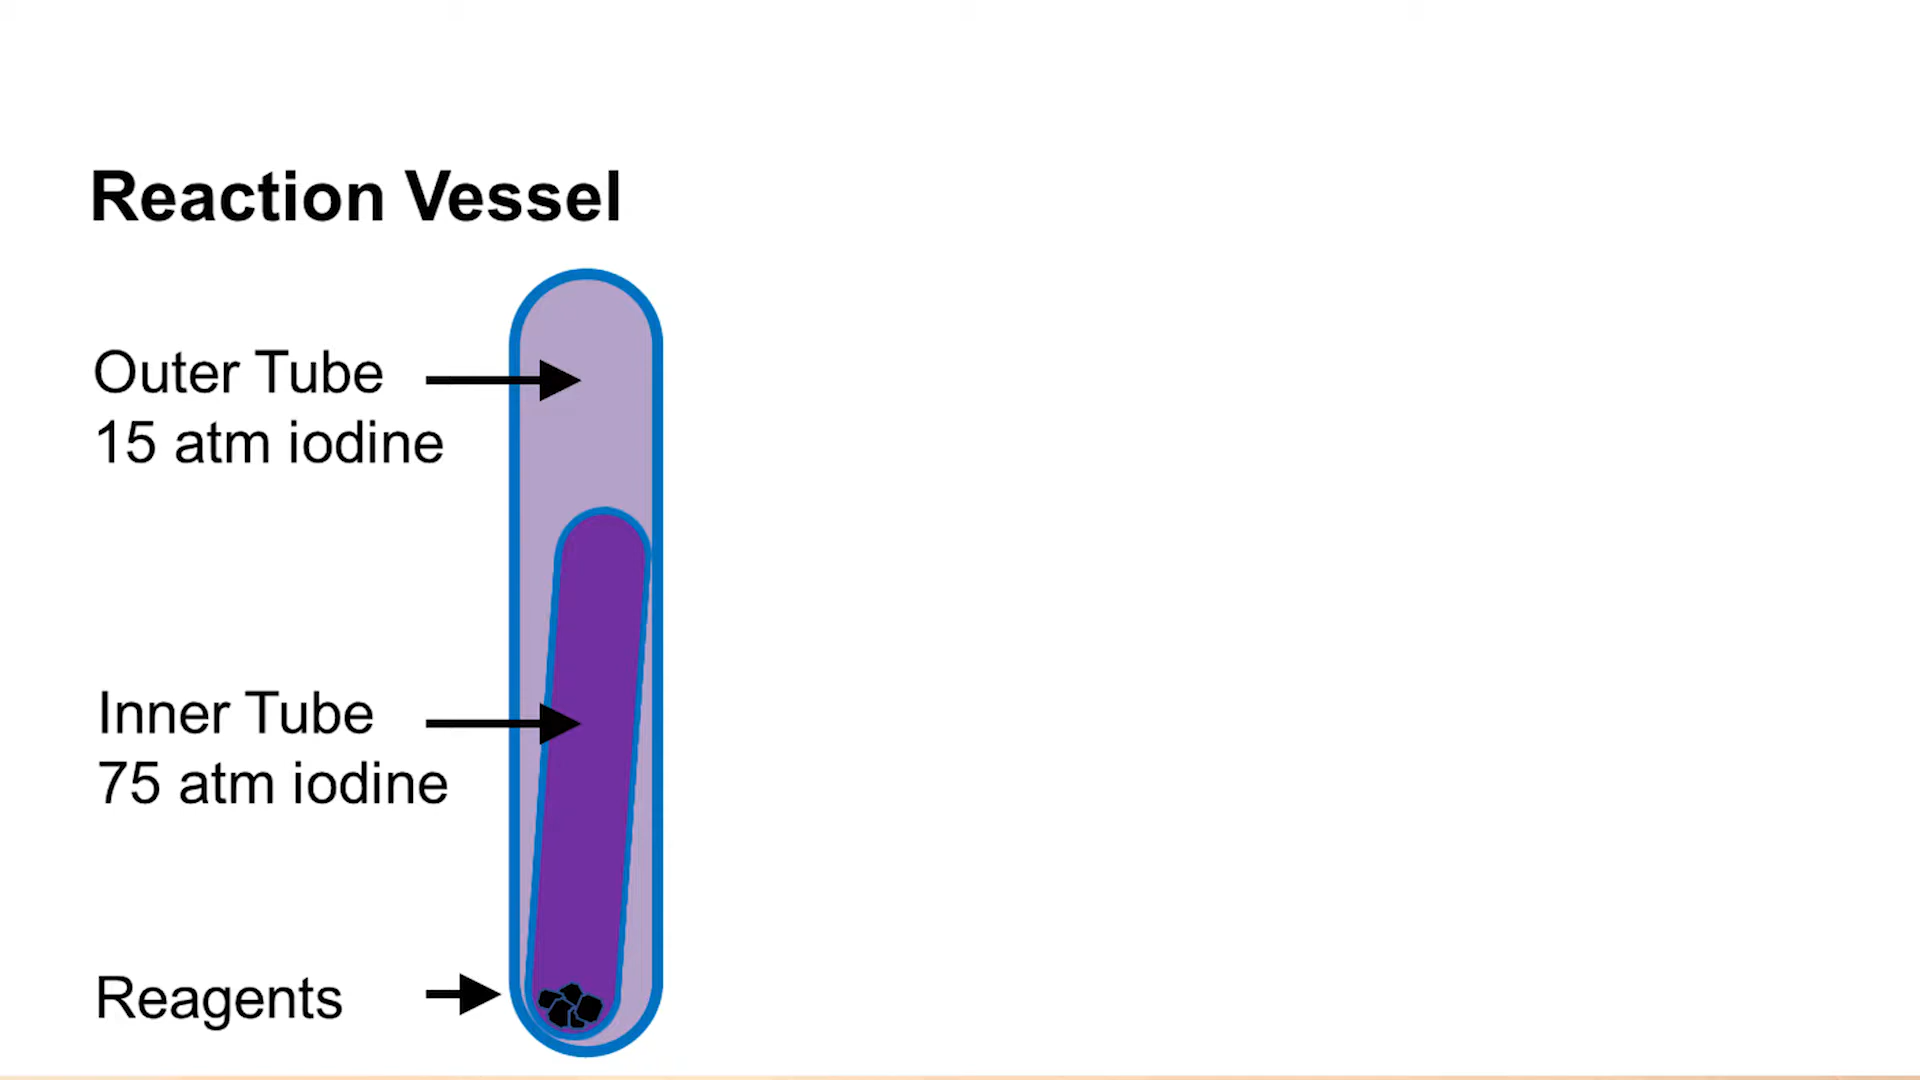 Reaction Vessel
Outer Tube
15 atm iodine
Inner Tube
75 atm iodine
Reagents